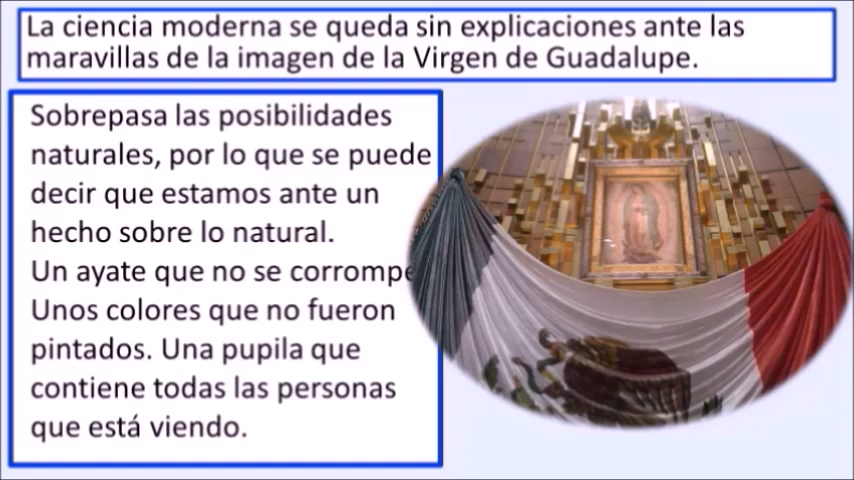 La ciencia moderna se queda sin explicaciones ante las
maravillas de la imagen de la Virgen de Guadalupe.
Sobrepasa las posibilidades
naturales, por lo que se puede
decir que estamos ante un
hecho sobre lo natural.
Un ayate que no se corrompe
Unos colores que no fueron
pintados. Una pupila que
contiene todas las personas
que está viendo.